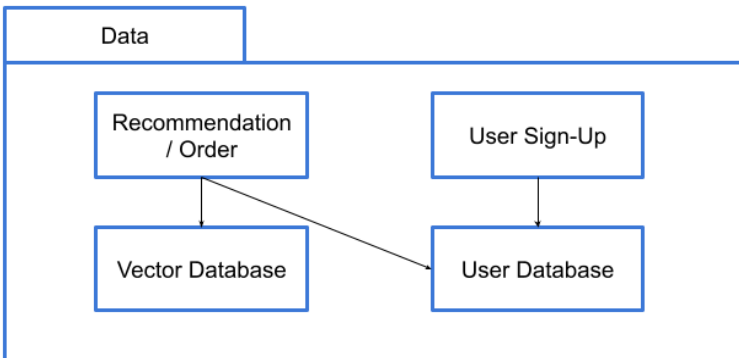 Data
Recommendation
/ Order
User Sign-Up
Vector Database
User Database